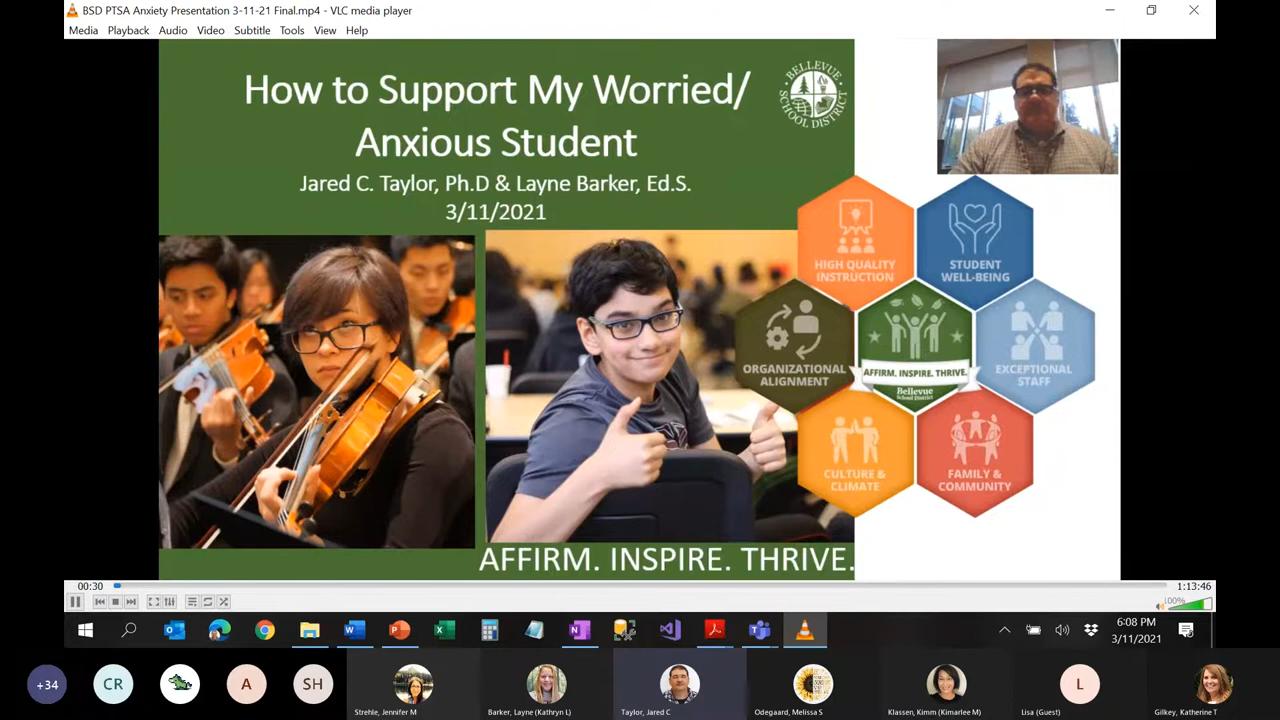 BSD PTSA Anxiety Presentation 3-11-21 Final.mp4 - VLC media player
Media Playback Audio Video Subtitle Tools View Help
How to Support My Worried/
Anxious Student
Jared C. Taylor, Ph.D & Layne Barker, Ed.S.
3/11/2021
BELLEVUE
SCHOOL DISTRICT
HIGH QUALITY
INSTRUCTION
STUDENT
WELL-BEING
ORGANIZATIONAL
ALIGNMENT
AFFIRM. INSPIRE. THRIVE.
Bellevue
School District
EXCEPTIONAL
STAFF
CULTURE &
CLIMATE
FAMILY &
COMMUNITY
AFFIRM. INSPIRE. THRIVE.
00:30
1:13:46
100%
6:08 PM
3/11/2021
+34
CR
A
SH
Strehle, Jennifer M
Barker, Layne (Kathryn L)
Taylor, Jared C
Odegaard, Melissa S
Klassen, Kimm (Kimarlee M)
L
Lisa (Guest)
Gilkey, Katherine T